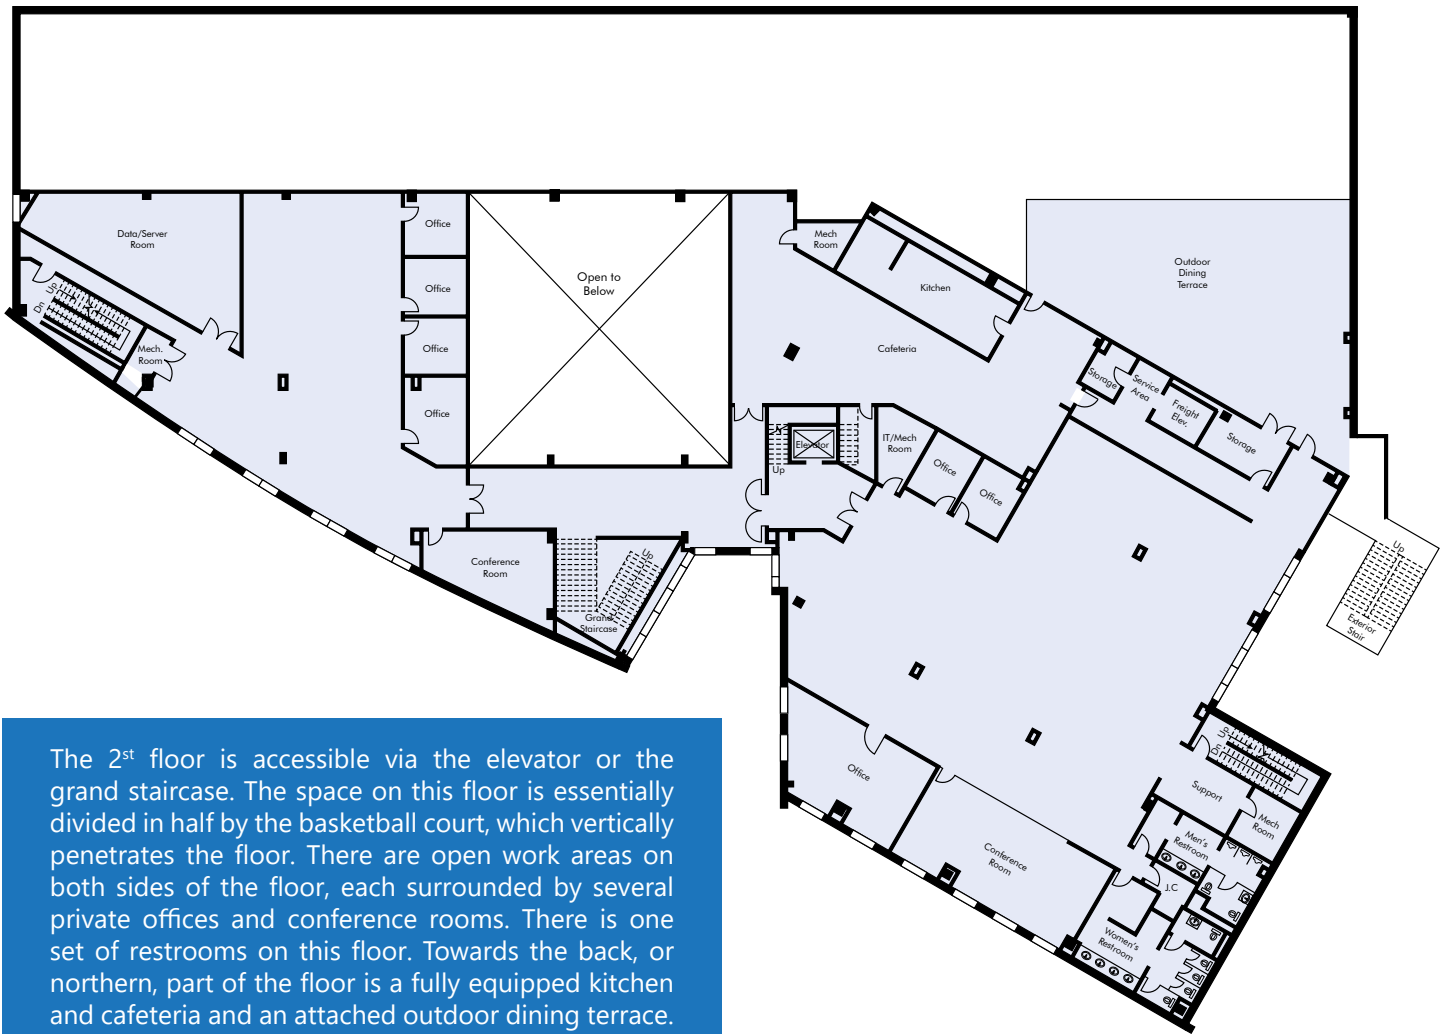 Data/Server
Room
Up
Dn
Mech.
Room
Office
Office
Office
Office
Open to
Below
Mech
Room
Kitchen
Cafeteria
Outdoor
Dining
Terrace
Storage
Service
Area
Freight
Elev.
Storage
Elevator
Up
IT/Mech
Room
Office
Office
Conference
Room
Up
Grand
Staircase
Up
Exterior
Stair
Office
Conference
Room
Up
Dn
Support
Mech
Room
Men's
Restroom
J.C
Women's
Restroom
The 2st floor is accessible via the elevator or the
grand staircase. The space on this floor is essentially
divided in half by the basketball court, which vertically
penetrates the floor. There are open work areas on
both sides of the floor, each surrounded by several
private offices and conference rooms. There is one
set of restrooms on this floor. Towards the back, or
northern, part of the floor is a fully equipped kitchen
and cafeteria and an attached outdoor dining terrace.